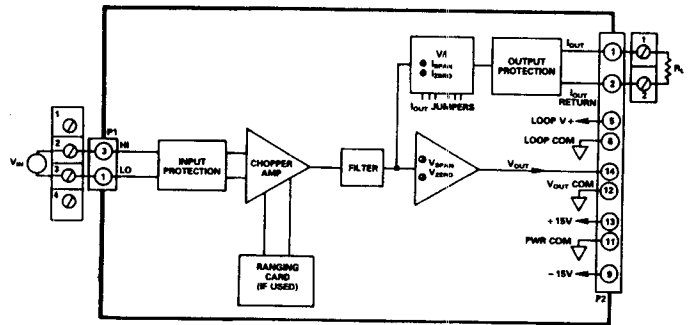 V/I
ISPAN
IZERO
IOUT JUMPERS
OUTPUT
PROTECTION
IOUT
IOUT
RETURN
1
2
RL
1
2
LOOP V+
5
LOOP COM
6
VIN
1
2
3
4
P1
3
HI
1
LO
INPUT
PROTECTION
CHOPPER
AMP
FILTER
VSPAN
VZERO
VOUT
14
VOUT COM
12
+15V
13
PWR COM
11
-15V
9
P2
RANGING
CARD
(IF USED)